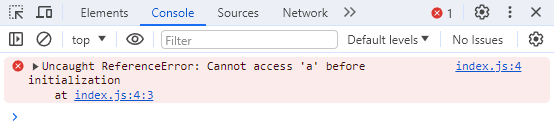 Elements Console Sources Network » 1
top Filter Default levels No Issues
Uncaught ReferenceError: Cannot access 'a' before index.js:4
initialization
at index.js:4:3